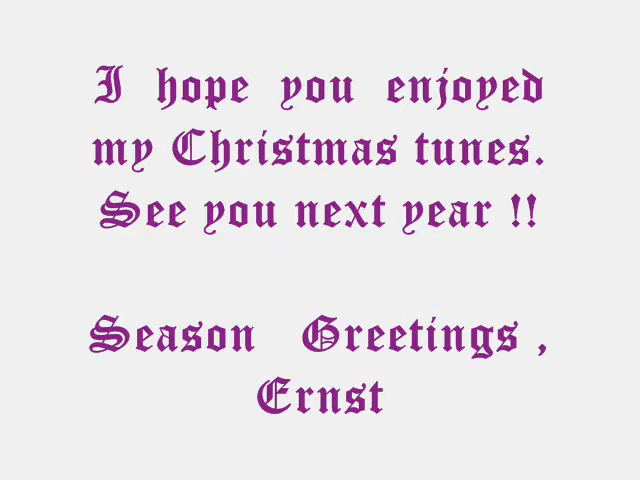 I hope you enjoyed
my Christmas tunes.
See you next year !!
Season Greetings ,
Ernst